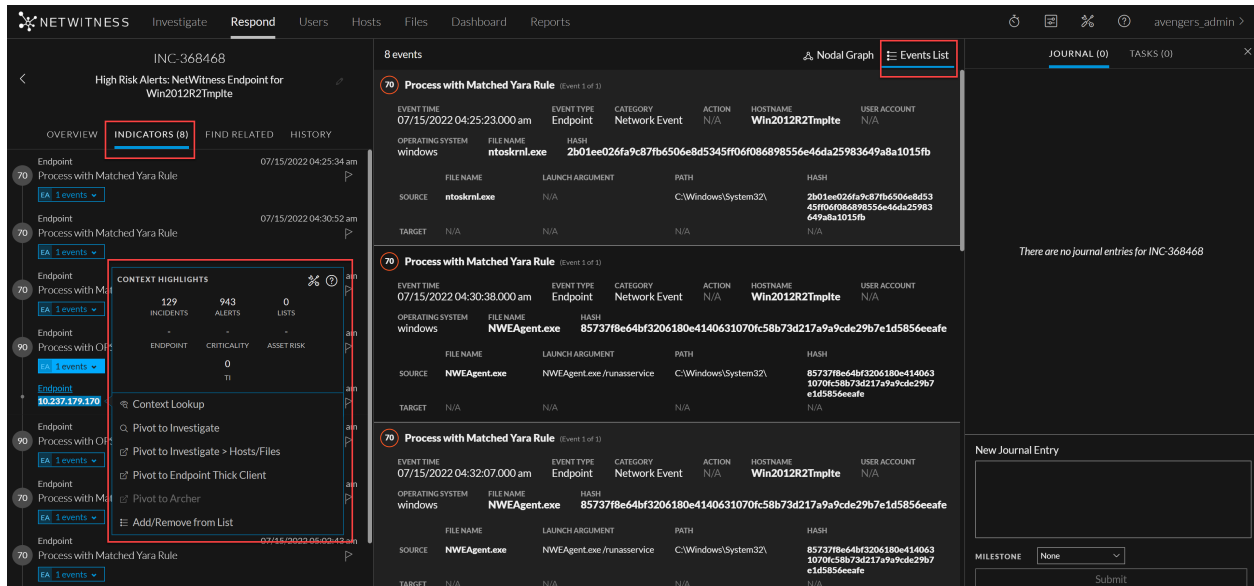 NETWITNESS Investigate Respond Users Hosts Files Dashboard Reports avengers_admin >
INC-368468
High Risk Alerts: NetWitness Endpoint for
Win2012R2Tmplte
OVERVIEW INDICATORS (8) FIND RELATED HISTORY
Endpoint 07/15/2022 04:25:34 am
70 Process with Matched Yara Rule
EA 1 events
Endpoint 07/15/2022 04:30:52 am
70 Process with Matched Yara Rule
EA 1 events
Endpoint am
70 Process with Ma
EA 1 events
Endpoint am
90 Process with OP
EA 1 events
Endpoint am
10.237.179.170
Endpoint am
90 Process with OP
EA 1 events
Endpoint am
70 Process with Ma
EA 1 events
Endpoint 07/15/2022 05:02:43 am
70 Process with Matched Yara Rule
EA 1 events
CONTEXT HIGHLIGHTS
129 943 0
INCIDENTS ALERTS LISTS
- - -
ENDPOINT CRITICALITY ASSET RISK
0
TI
Context Lookup
Pivot to Investigate
Pivot to Investigate > Hosts/Files
Pivot to Endpoint Thick Client
Pivot to Archer
Add/Remove from List
8 events Nodal Graph Events List
70 Process with Matched Yara Rule (Event 1 of 1)
EVENT TIME EVENT TYPE CATEGORY ACTION HOSTNAME USER ACCOUNT
07/15/2022 04:25:23.000 am Endpoint Network Event N/A Win2012R2Tmplte N/A
OPERATING SYSTEM FILE NAME HASH
windows ntoskrnl.exe 2b01ee026fa9c87fb6506e8d5345ff06f086898556e46da25983649a8a1015fb
FILE NAME LAUNCH ARGUMENT PATH HASH
SOURCE ntoskrnl.exe N/A C:\Windows\System32\ 2b01ee026fa9c87fb6506e8d53
45ff06f086898556e46da25983
649a8a1015fb
TARGET N/A N/A N/A N/A
70 Process with Matched Yara Rule (Event 1 of 1)
EVENT TIME EVENT TYPE CATEGORY ACTION HOSTNAME USER ACCOUNT
07/15/2022 04:30:38.000 am Endpoint Network Event N/A Win2012R2Tmplte N/A
OPERATING SYSTEM FILE NAME HASH
windows NWEAgent.exe 85737f8e64bf3206180e4140631070fc58b73d217a9a9cde29b7e1d5856eeafe
FILE NAME LAUNCH ARGUMENT PATH HASH
SOURCE NWEAgent.exe NWEAgent.exe /runasservice C:\Windows\System32\ 85737f8e64bf3206180e414063
1070fc58b73d217a9a9cde29b7
e1d5856eeafe
TARGET N/A N/A N/A N/A
70 Process with Matched Yara Rule (Event 1 of 1)
EVENT TIME EVENT TYPE CATEGORY ACTION HOSTNAME USER ACCOUNT
07/15/2022 04:32:07.000 am Endpoint Network Event N/A Win2012R2Tmplte N/A
OPERATING SYSTEM FILE NAME HASH
windows NWEAgent.exe 85737f8e64bf3206180e4140631070fc58b73d217a9a9cde29b7e1d5856eeafe
FILE NAME LAUNCH ARGUMENT PATH HASH
SOURCE NWEAgent.exe NWEAgent.exe /runasservice C:\Windows\System32\ 85737f8e64bf3206180e414063
1070fc58b73d217a9a9cde29b7
e1d5856eeafe
TARGET N/A N/A N/A N/A
JOURNAL (0) TASKS (0)
There are no journal entries for INC-368468
New Journal Entry
MILESTONE None
Submit